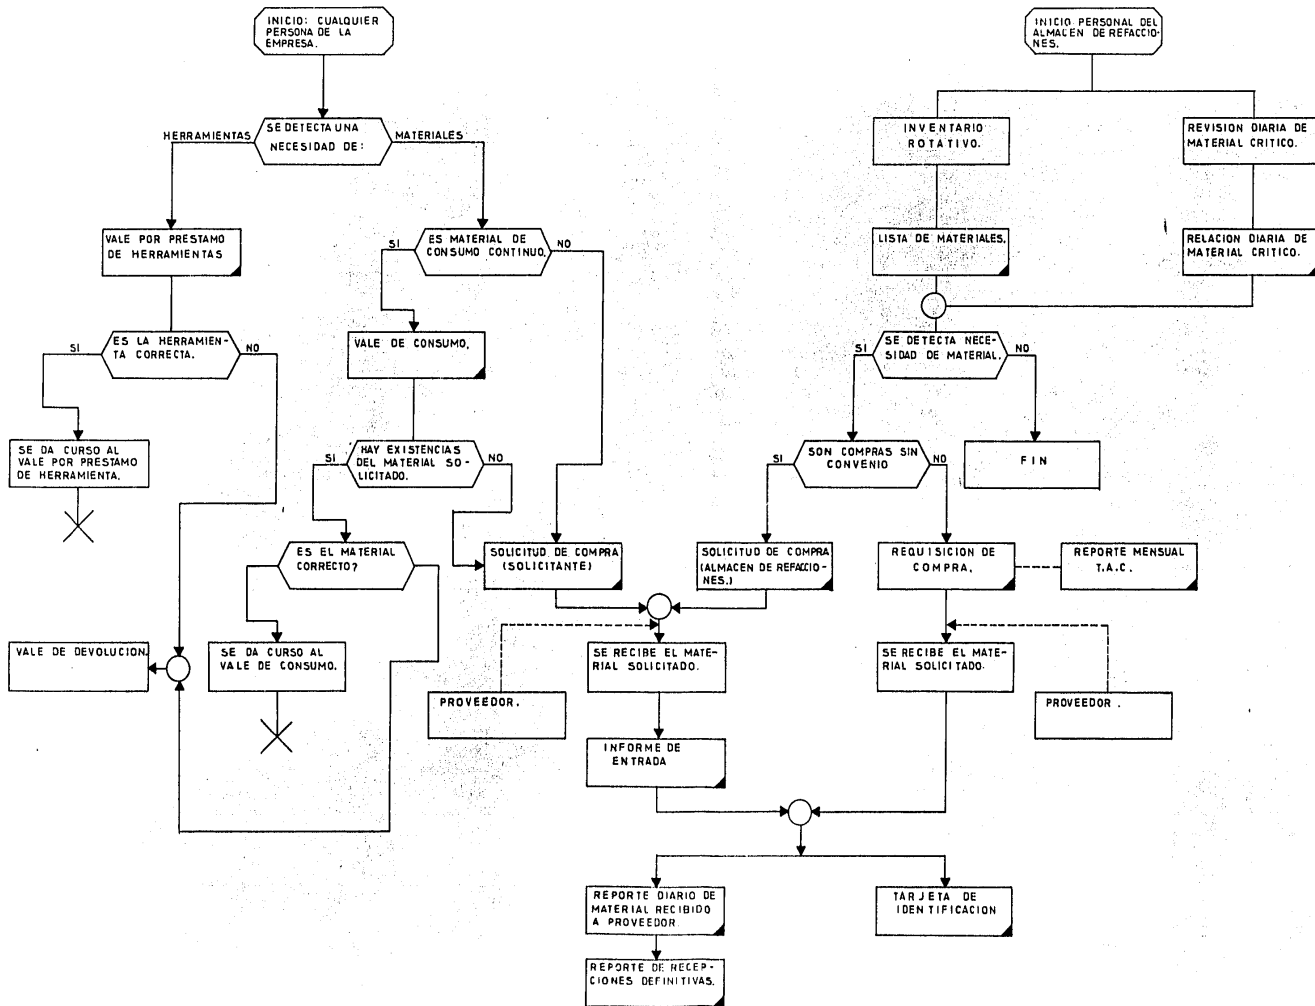 INICIO: CUALQUIER
PERSONA DE LA
EMPRESA.
INICIO: PERSONAL DEL
ALMACEN DE REFACCIO-
NES.
HERRAMIENTAS
SE DETECTA UNA
NECESIDAD DE:
MATERIALES
INVENTARIO
ROTATIVO.
REVISION DIARIA DE
MATERIAL CRITICO.
VALE POR PRESTAMO
DE HERRAMIENTAS
SI
ES MATERIAL DE
CONSUMO CONTINUO.
NO
LISTA DE MATERIALES.
RELACION DIARIA DE
MATERIAL CRITICO.
SI
ES LA HERRAMIEN-
TA CORRECTA.
NO
VALE DE CONSUMO.
SI
SE DETECTA NECE-
SIDAD DE MATERIAL.
NO
SE DA CURSO AL
VALE POR PRESTAMO
DE HERRAMIENTA.
SI
HAY EXISTENCIAS
DEL MATERIAL SO-
LICITADO.
NO
SI
SON COMPRAS SIN
CONVENIO
NO
FIN
ES EL MATERIAL
CORRECTO?
SOLICITUD DE COMPRA
(SOLICITANTE)
SOLICITUD DE COMPRA
(ALMACEN DE REFACCIO-
NES.)
REQUISICION DE
COMPRA.
REPORTE MENSUAL
T.A.C.
VALE DE DEVOLUCION.
SE DA CURSO AL
VALE DE CONSUMO.
SE RECIBE EL MATE-
RIAL SOLICITADO.
SE RECIBE EL MATE-
RIAL SOLICITADO.
PROVEEDOR.
PROVEEDOR.
INFORME DE
ENTRADA
REPORTE DIARIO DE
MATERIAL RECIBIDO
A PROVEEDOR.
TARJETA DE
IDENTIFICACION
REPORTE DE RECEP-
CIONES DEFINITIVAS.